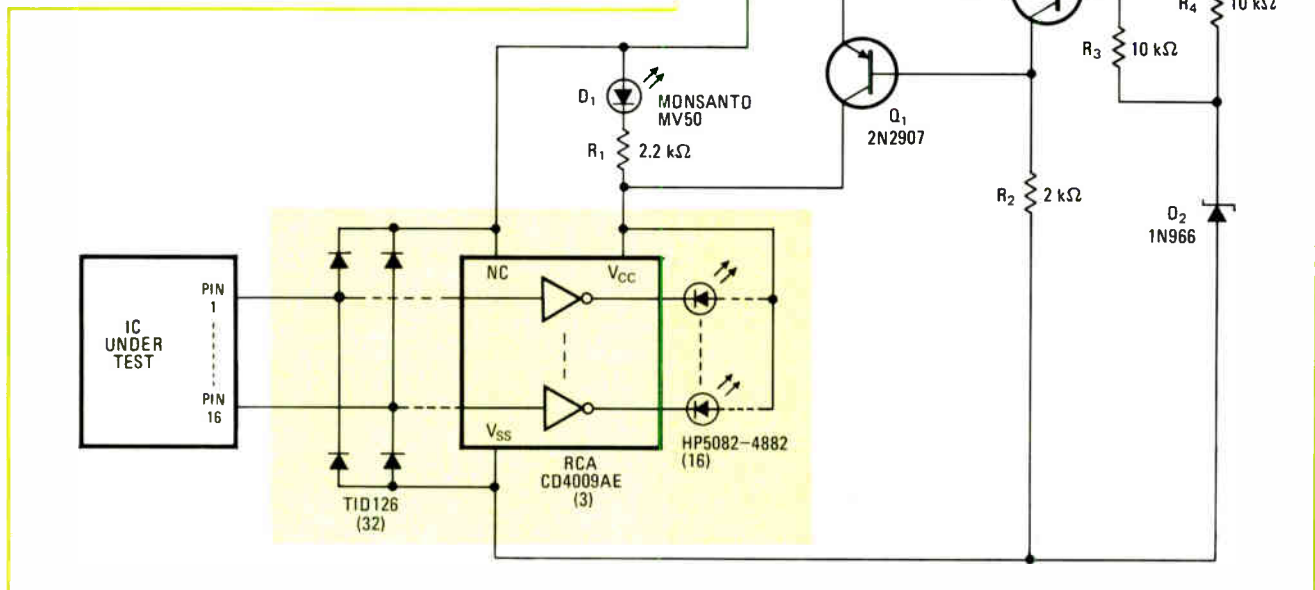 R4 10 kΩ
R3 10 kΩ
D1 MONSANTO
MV50
Q1
2N2907
R1 2.2 kΩ
R2 2 kΩ
D2
1N966
NC VCC
PIN
1
IC
UNDER
TEST
PIN
16
VSS
HP5082-4882
(16)
RCA
CD4009AE
(3)
TID126
(32)